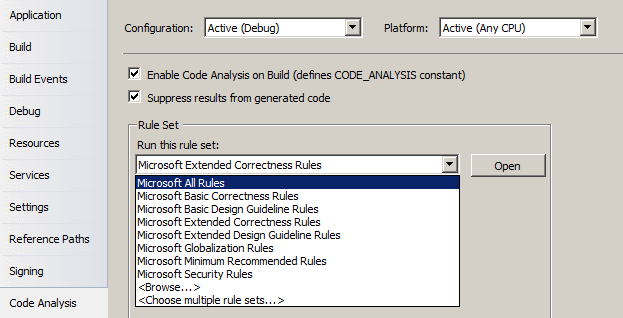 Application
Build
Build Events
Debug
Resources
Services
Settings
Reference Paths
Signing
Code Analysis
Configuration: Active (Debug) Platform: Active (Any CPU)
Enable Code Analysis on Build (defines CODE_ANALYSIS constant)
Suppress results from generated code
Rule Set
Run this rule set:
Microsoft Extended Correctness Rules Open
Microsoft All Rules
Microsoft Basic Correctness Rules
Microsoft Basic Design Guideline Rules
Microsoft Extended Correctness Rules
Microsoft Extended Design Guideline Rules
Microsoft Globalization Rules
Microsoft Minimum Recommended Rules
Microsoft Security Rules
<Browse...>
<Choose multiple rule sets...>